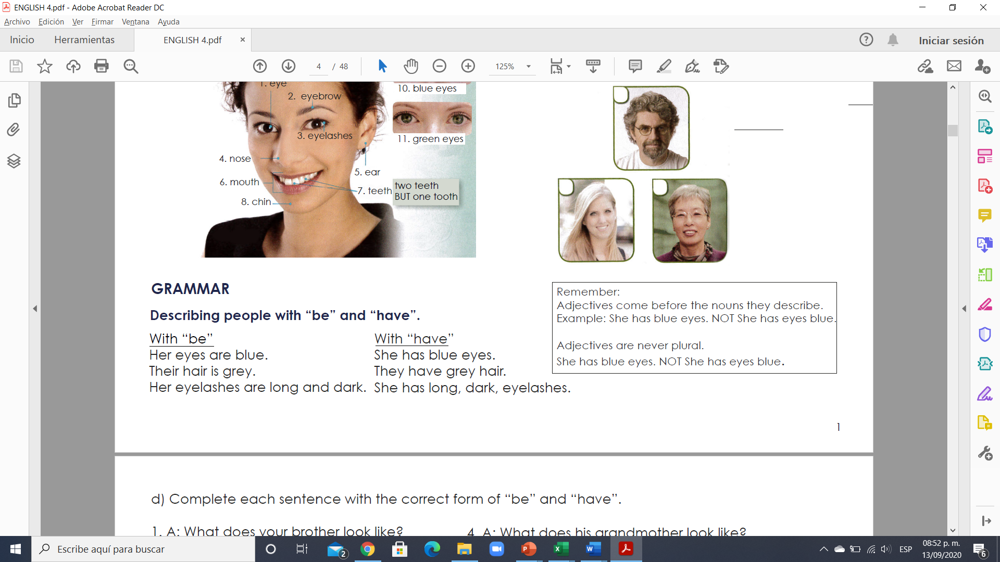 ENGLISH 4.pdf - Adobe Acrobat Reader DC
Archivo Edición Ver Firmar Ventana Ayuda
Inicio Herramientas ENGLISH 4.pdf × Iniciar sesión
4 / 48 125%
1. eye
2. eyebrow
3. eyelashes
4. nose
5. ear
6. mouth
7. teeth
8. chin
10. blue eyes
11. green eyes
two teeth
BUT one tooth
GRAMMAR
Describing people with “be” and “have”.
With “be”
Her eyes are blue.
Their hair is grey.
Her eyelashes are long and dark.
With “have”
She has blue eyes.
They have grey hair.
She has long, dark, eyelashes.
Remember:
Adjectives come before the nouns they describe.
Example: She has blue eyes. NOT She has eyes blue.
Adjectives are never plural.
She has blue eyes. NOT She has eyes blue.
1
d) Complete each sentence with the correct form of “be” and “have”.
1. A: What does your brother look like?
4 A: What does his grandmother look like?
Escribe aquí para buscar
2
ESP
08:52 p. m.
13/09/2020
6